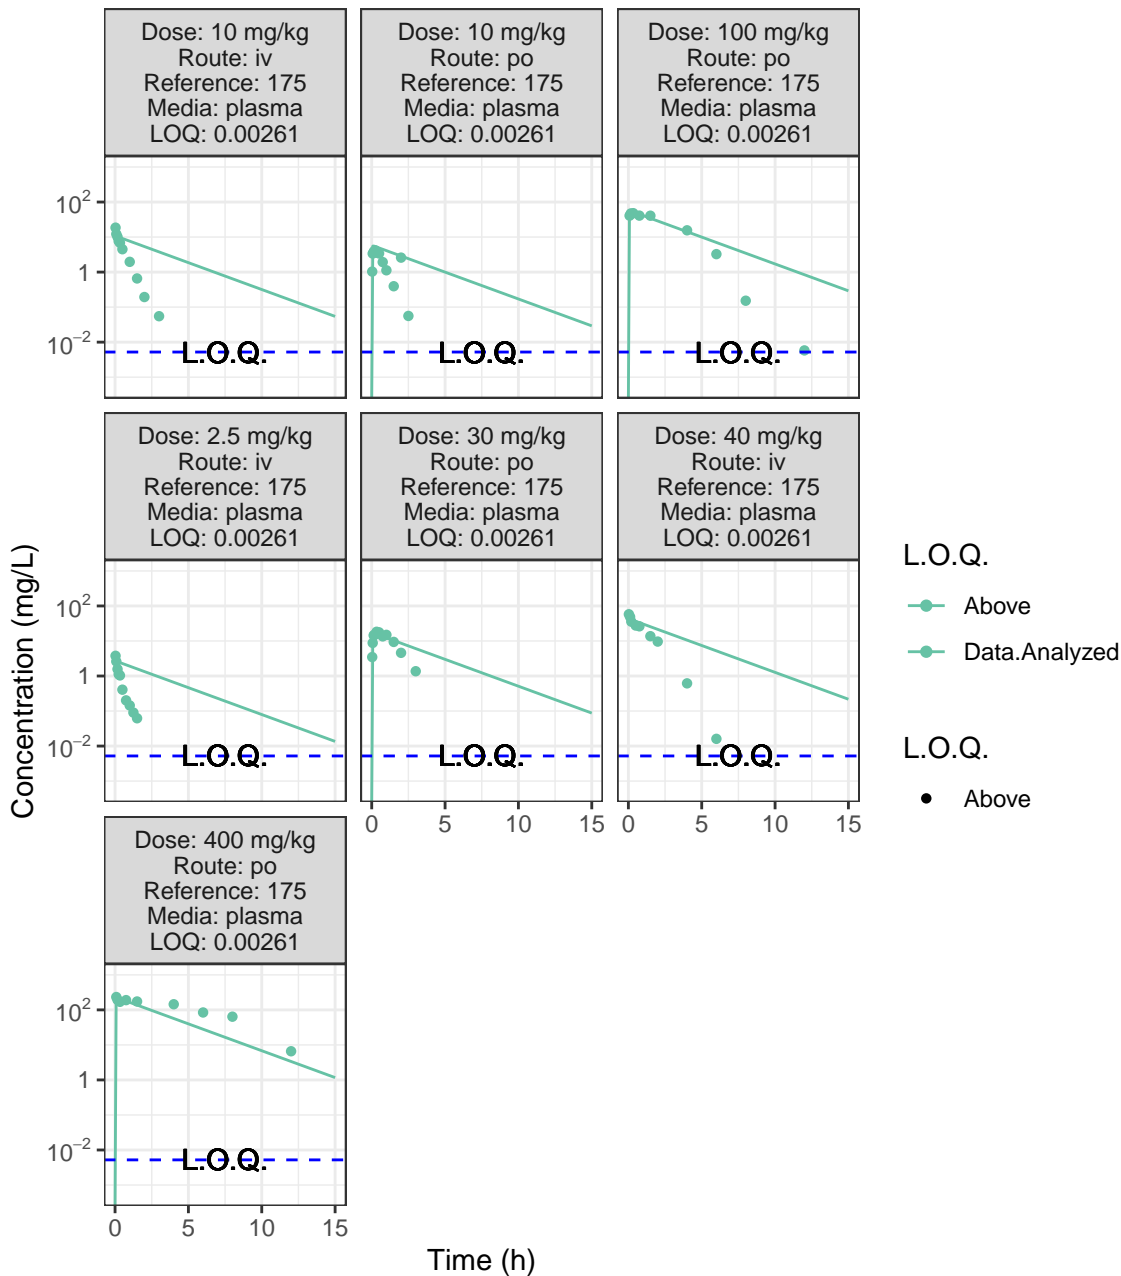 Dose: 10 mg/kg
Route: iv
Reference: 175
Media: plasma
LOQ: 0.00261
Dose: 10 mg/kg
Route: po
Reference: 175
Media: plasma
LOQ: 0.00261
Dose: 100 mg/kg
Route: po
Reference: 175
Media: plasma
LOQ: 0.00261
10²
1
10⁻²
L.O.Q.
L.O.Q.
L.O.Q.
Dose: 2.5 mg/kg
Route: iv
Reference: 175
Media: plasma
LOQ: 0.00261
Dose: 30 mg/kg
Route: po
Reference: 175
Media: plasma
LOQ: 0.00261
Dose: 40 mg/kg
Route: iv
Reference: 175
Media: plasma
LOQ: 0.00261
10²
1
10⁻²
L.O.Q.
L.O.Q.
L.O.Q.
0 5 10 15
0 5 10 15
Dose: 400 mg/kg
Route: po
Reference: 175
Media: plasma
LOQ: 0.00261
10²
1
10⁻²
L.O.Q.
0 5 10 15
Time (h)
Concentration (mg/L)
L.O.Q.
Above
Data.Analyzed
L.O.Q.
Above